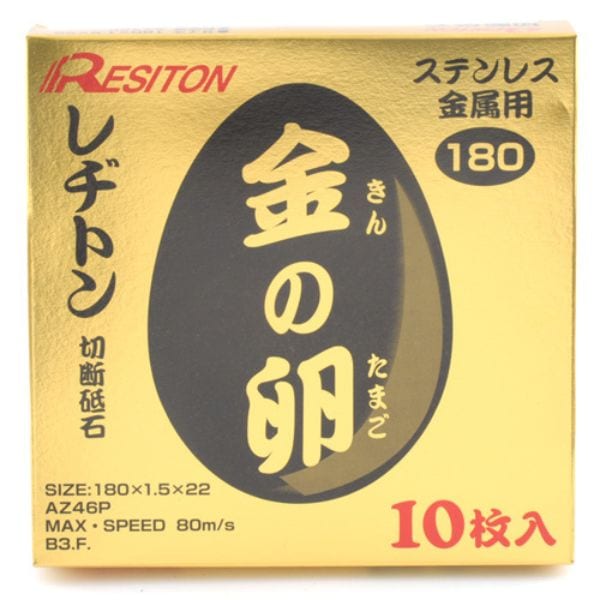 RESITON
ステンレス
金属用
180
レヂトン
切断砥石
金の卵
きん
たまご
SIZE:180×1.5×22
AZ46P
MAX・SPEED 80m/s
B3.F.
10枚入